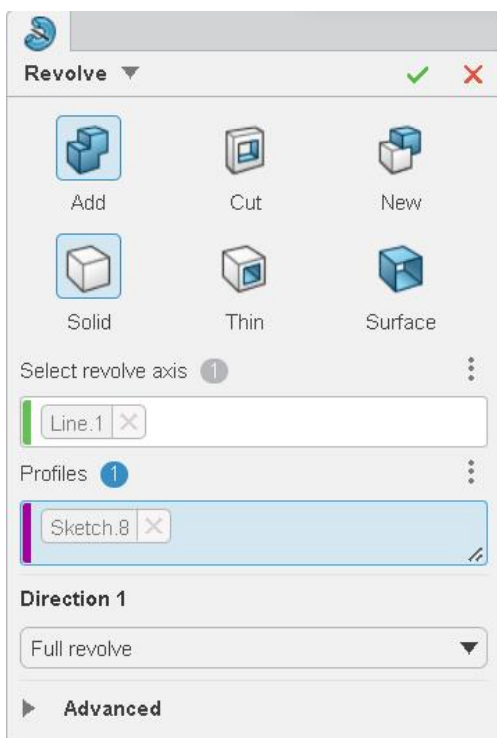 Revolve
Add Cut New
Solid Thin Surface
Select revolve axis 1
Line.1
Profiles 1
Sketch.8
Direction 1
Full revolve
Advanced